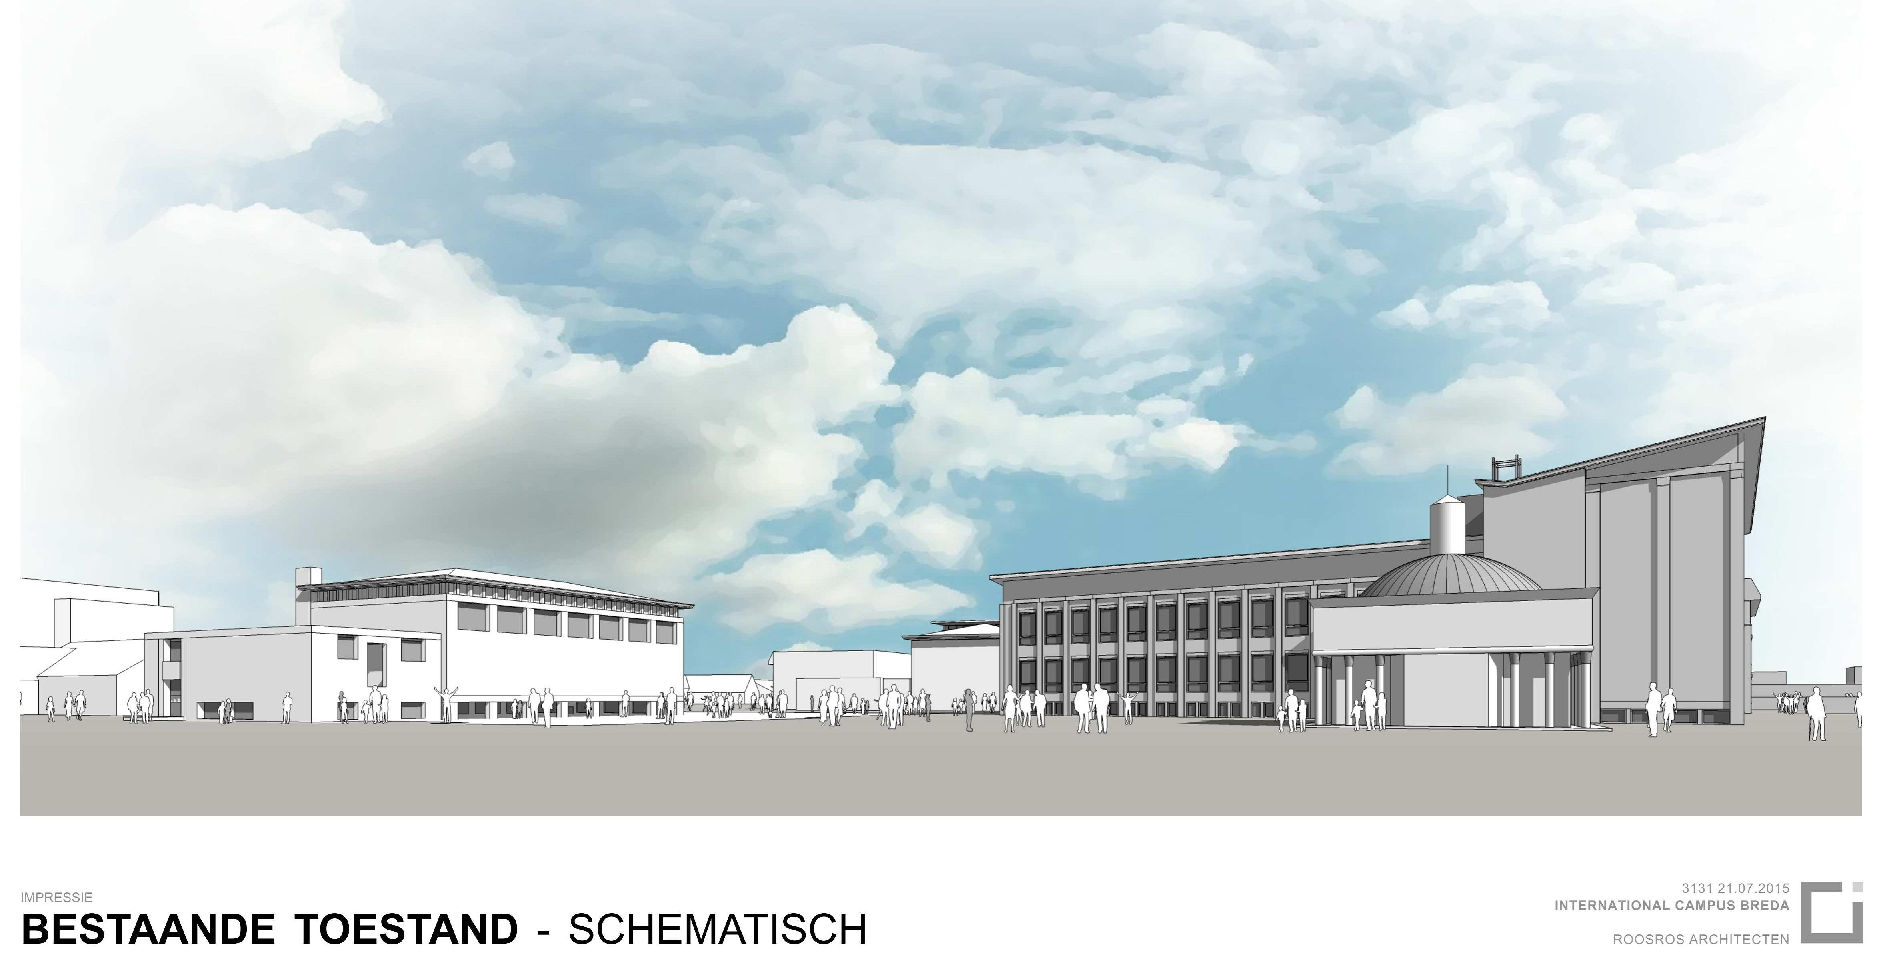 IMPRESSIE
BESTAANDE TOESTAND - SCHEMATISCH
3131 21.07.2015
INTERNATIONAL CAMPUS BREDA
ROOSROS ARCHITECTEN